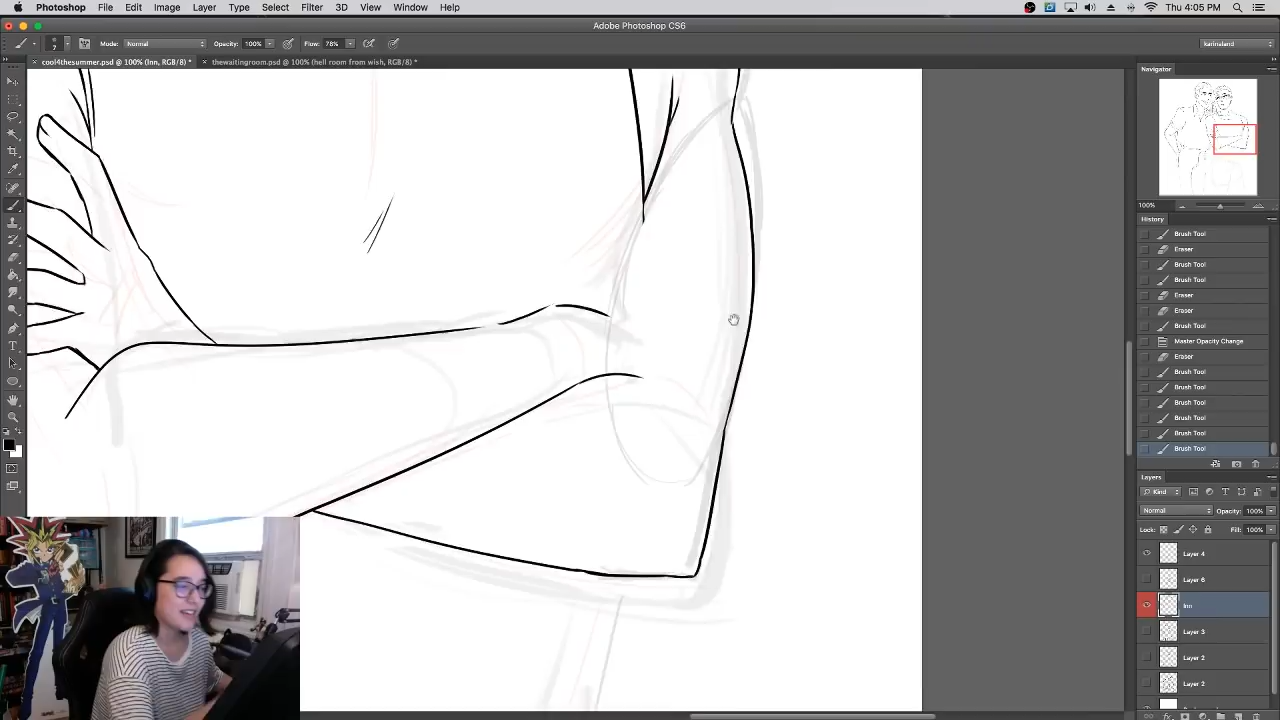 Photoshop File Edit Image Layer Type Select Filter 3D View Window Help Thu 4:05 PM
Adobe Photoshop CS6
7 Mode: Normal Opacity: 100% Flow: 78% karinaland
cool4thesummer.psd @ 100% (Inn, RGB/8) * thewaitingroom.psd @ 100% (hell room from wish, RGB/8) *
Navigator
100%
History
Brush Tool
Eraser
Brush Tool
Brush Tool
Eraser
Eraser
Brush Tool
Master Opacity Change
Eraser
Brush Tool
Brush Tool
Brush Tool
Brush Tool
Brush Tool
Brush Tool
Layers
Kind
Normal Opacity: 100%
Lock: Fill: 100%
Layer 4
Layer 6
Inn
Layer 3
Layer 2
Layer 2